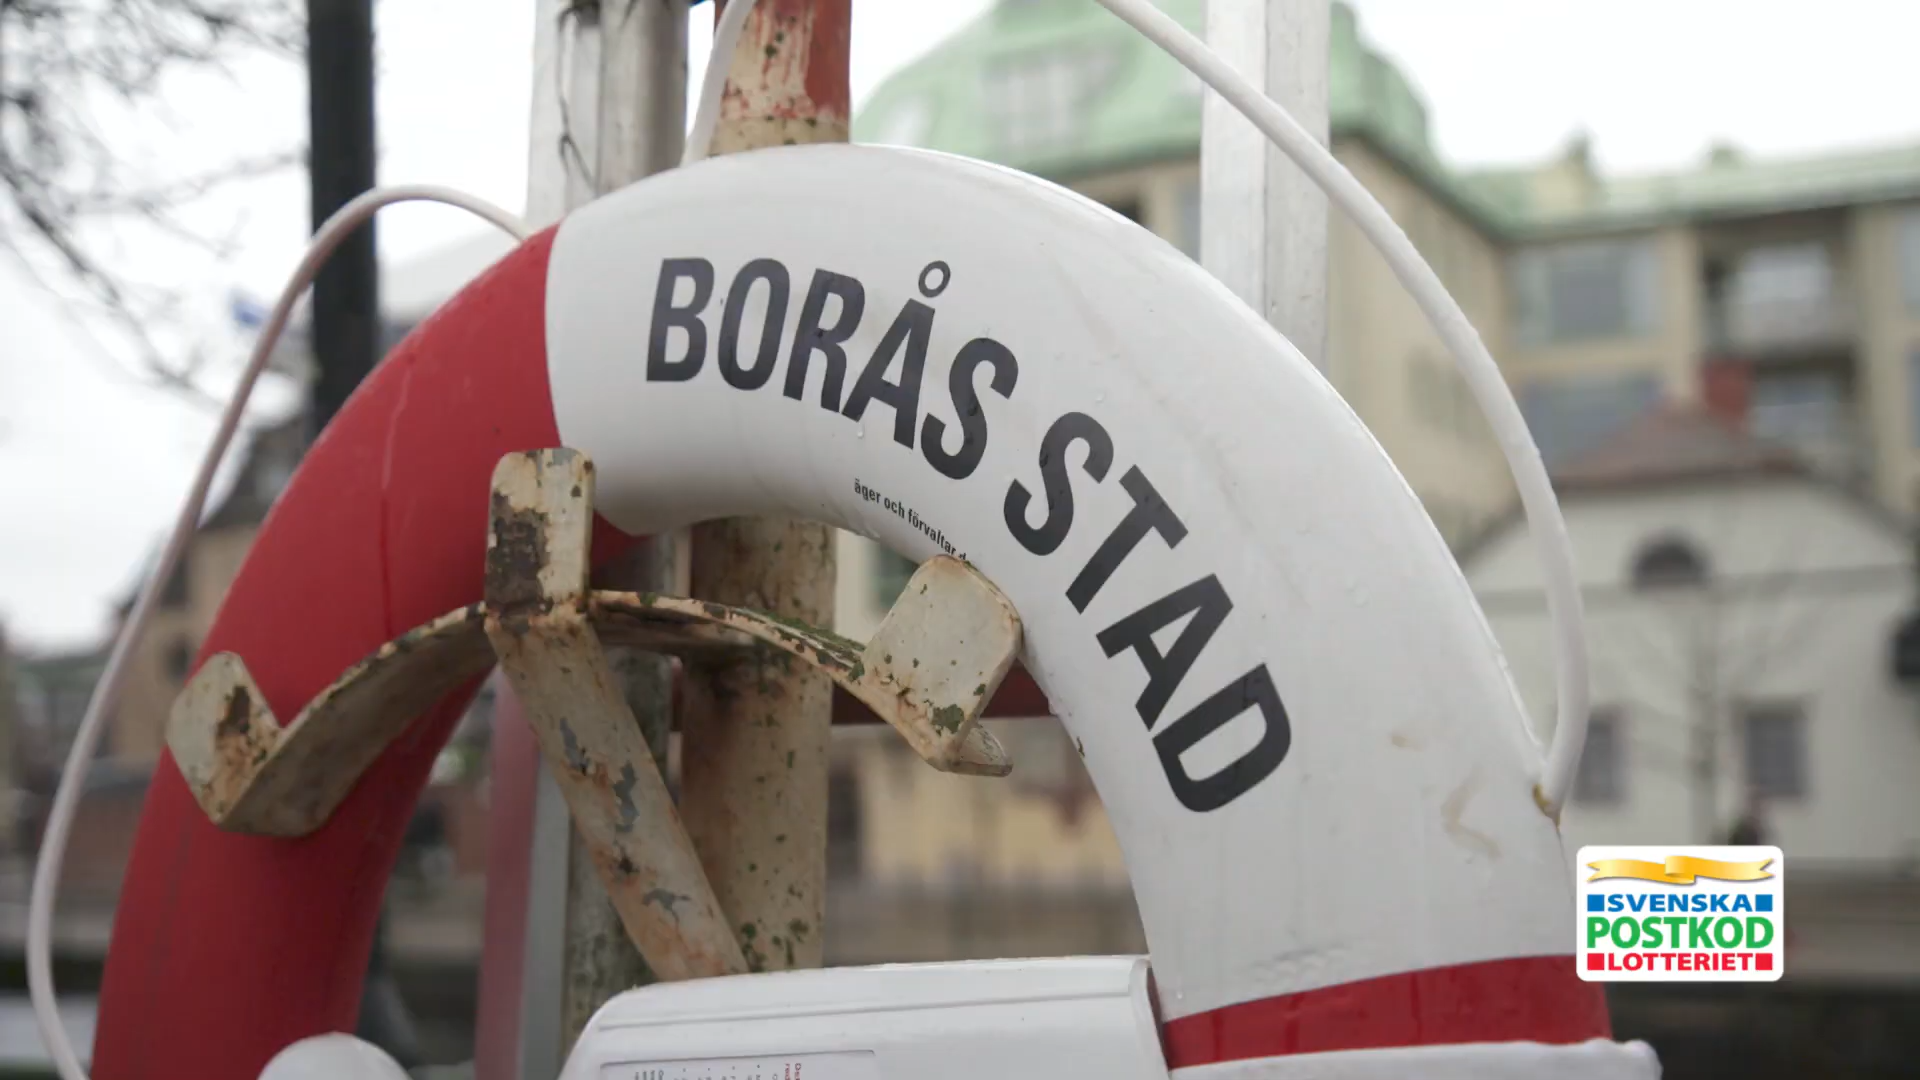 BORÅS STAD
äger och förvaltar
SVENSKA
POSTKOD
LOTTERIET